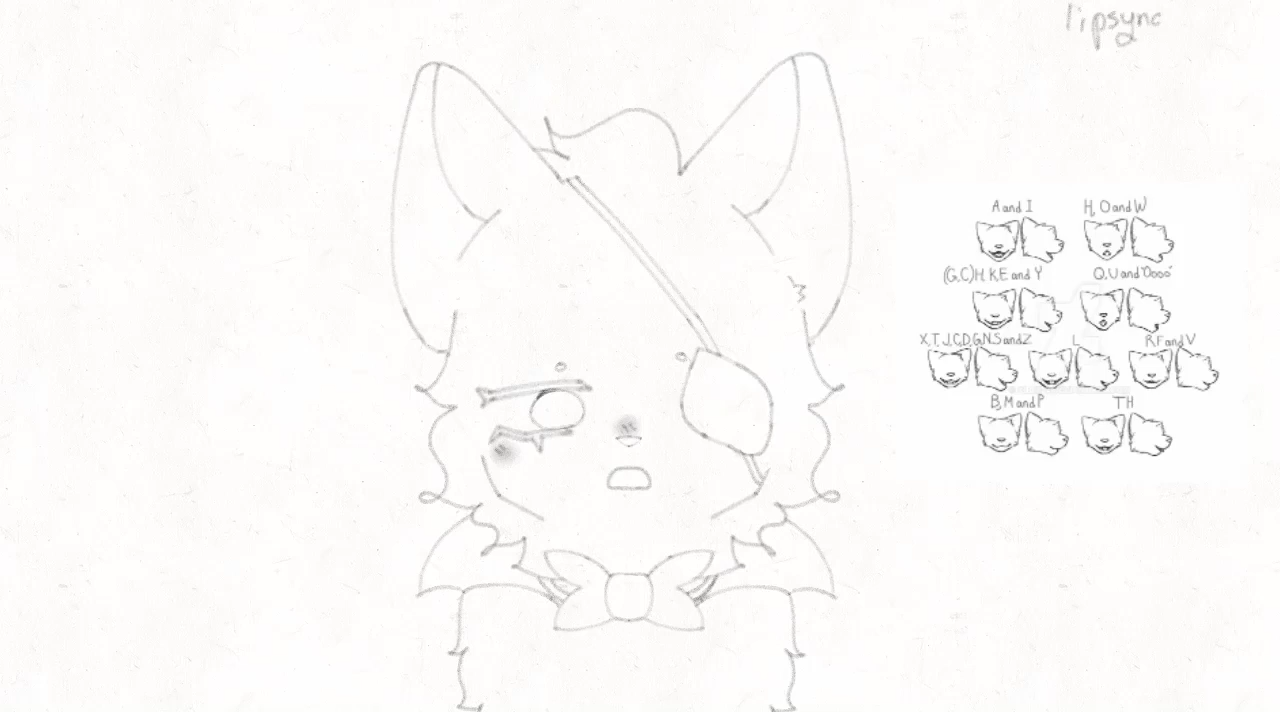 lipsync
A and I
H, O and W
(G,C)H, K,E and Y
Q,U and 'Oooo'
X,T,J,C,D,G,N,S and Z
L
R,F and V
B, M and P
TH